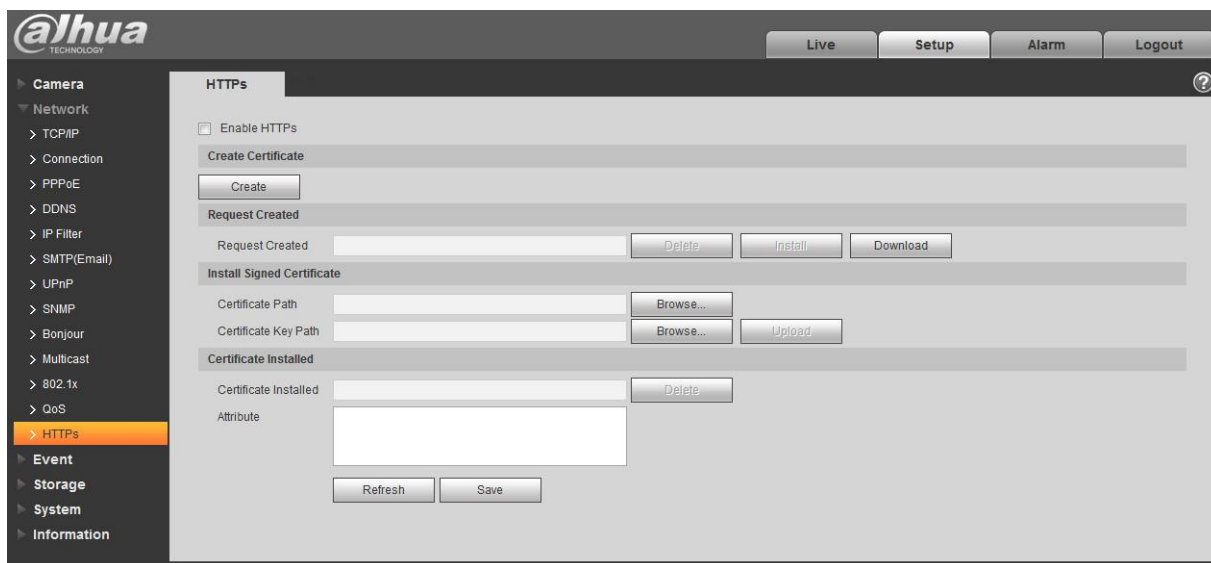 alhua
TECHNOLOGY
Live Setup Alarm Logout
Camera
Network
TCP/IP
Connection
PPPoE
DDNS
IP Filter
SMTP(Email)
UPnP
SNMP
Bonjour
Multicast
802.1x
QoS
HTTPs
Event
Storage
System
Information
HTTPs ?
Enable HTTPs
Create Certificate
Create
Request Created
Request Created Delete Install Download
Install Signed Certificate
Certificate Path Browse...
Certificate Key Path Browse... Upload
Certificate Installed
Certificate Installed Delete
Attribute
Refresh Save